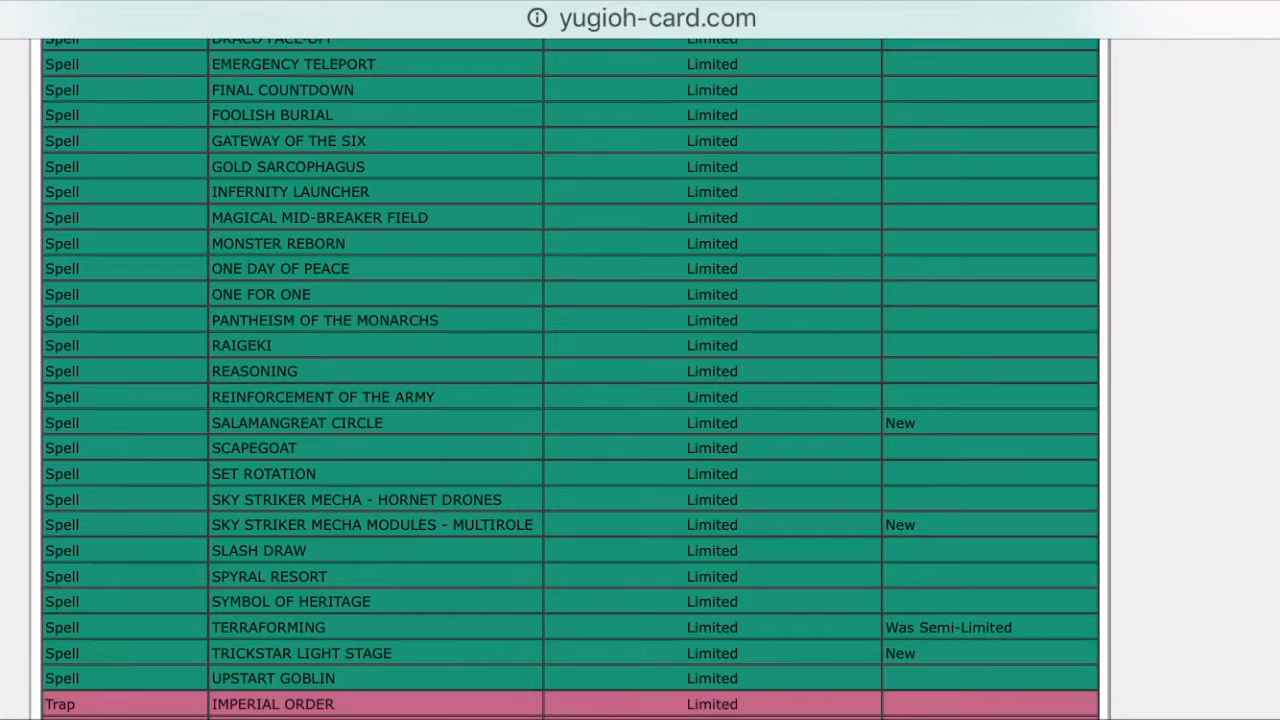 yugioh-card.com
Spell DRACO FACE-OFF Limited
Spell EMERGENCY TELEPORT Limited
Spell FINAL COUNTDOWN Limited
Spell FOOLISH BURIAL Limited
Spell GATEWAY OF THE SIX Limited
Spell GOLD SARCOPHAGUS Limited
Spell INFERNITY LAUNCHER Limited
Spell MAGICAL MID-BREAKER FIELD Limited
Spell MONSTER REBORN Limited
Spell ONE DAY OF PEACE Limited
Spell ONE FOR ONE Limited
Spell PANTHEISM OF THE MONARCHS Limited
Spell RAIGEKI Limited
Spell REASONING Limited
Spell REINFORCEMENT OF THE ARMY Limited
Spell SALAMANGREAT CIRCLE Limited New
Spell SCAPEGOAT Limited
Spell SET ROTATION Limited
Spell SKY STRIKER MECHA - HORNET DRONES Limited
Spell SKY STRIKER MECHA MODULES - MULTIROLE Limited New
Spell SLASH DRAW Limited
Spell SPYRAL RESORT Limited
Spell SYMBOL OF HERITAGE Limited
Spell TERRAFORMING Limited Was Semi-Limited
Spell TRICKSTAR LIGHT STAGE Limited New
Spell UPSTART GOBLIN Limited
Trap IMPERIAL ORDER Limited